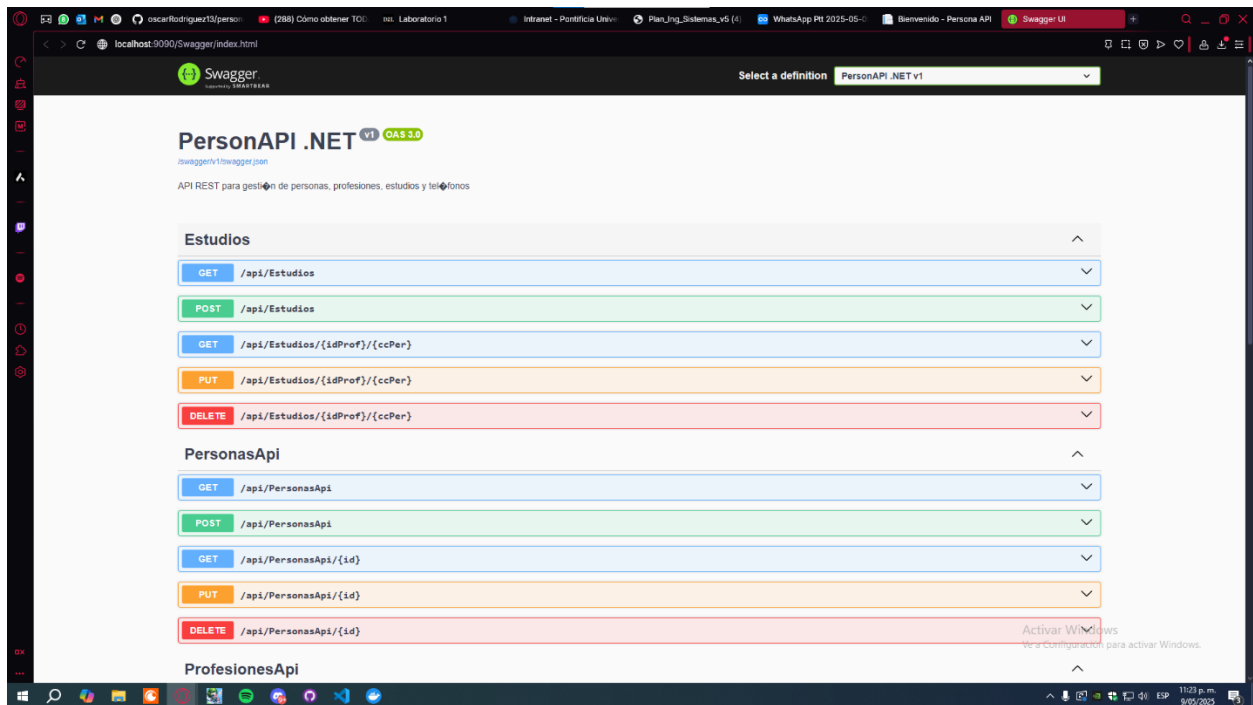 oscarRodriguez13/person
(288) Cómo obtener TOD
Laboratorio 1
Intranet - Pontificia Unive
Plan_Ing_Sistemas_v5 (4)
WhatsApp Ptt 2025-05-0
Bienvenido - Persona API
Swagger UI
localhost:9090/Swagger/index.html
Swagger.
Supported by SMARTBEAR
Select a definition
PersonAPI .NET v1
PersonAPI .NET v1 OAS 3.0
/swagger/v1/swagger.json
API REST para gesti�n de personas, profesiones, estudios y tel�fonos
Estudios
GET /api/Estudios
POST /api/Estudios
GET /api/Estudios/{idProf}/{ccPer}
PUT /api/Estudios/{idProf}/{ccPer}
DELETE /api/Estudios/{idProf}/{ccPer}
PersonasApi
GET /api/PersonasApi
POST /api/PersonasApi
GET /api/PersonasApi/{id}
PUT /api/PersonasApi/{id}
DELETE /api/PersonasApi/{id}
Activar Windows
Ve a Configuración para activar Windows.
ProfesionesApi
ESP
11:23 p. m.
9/05/2025